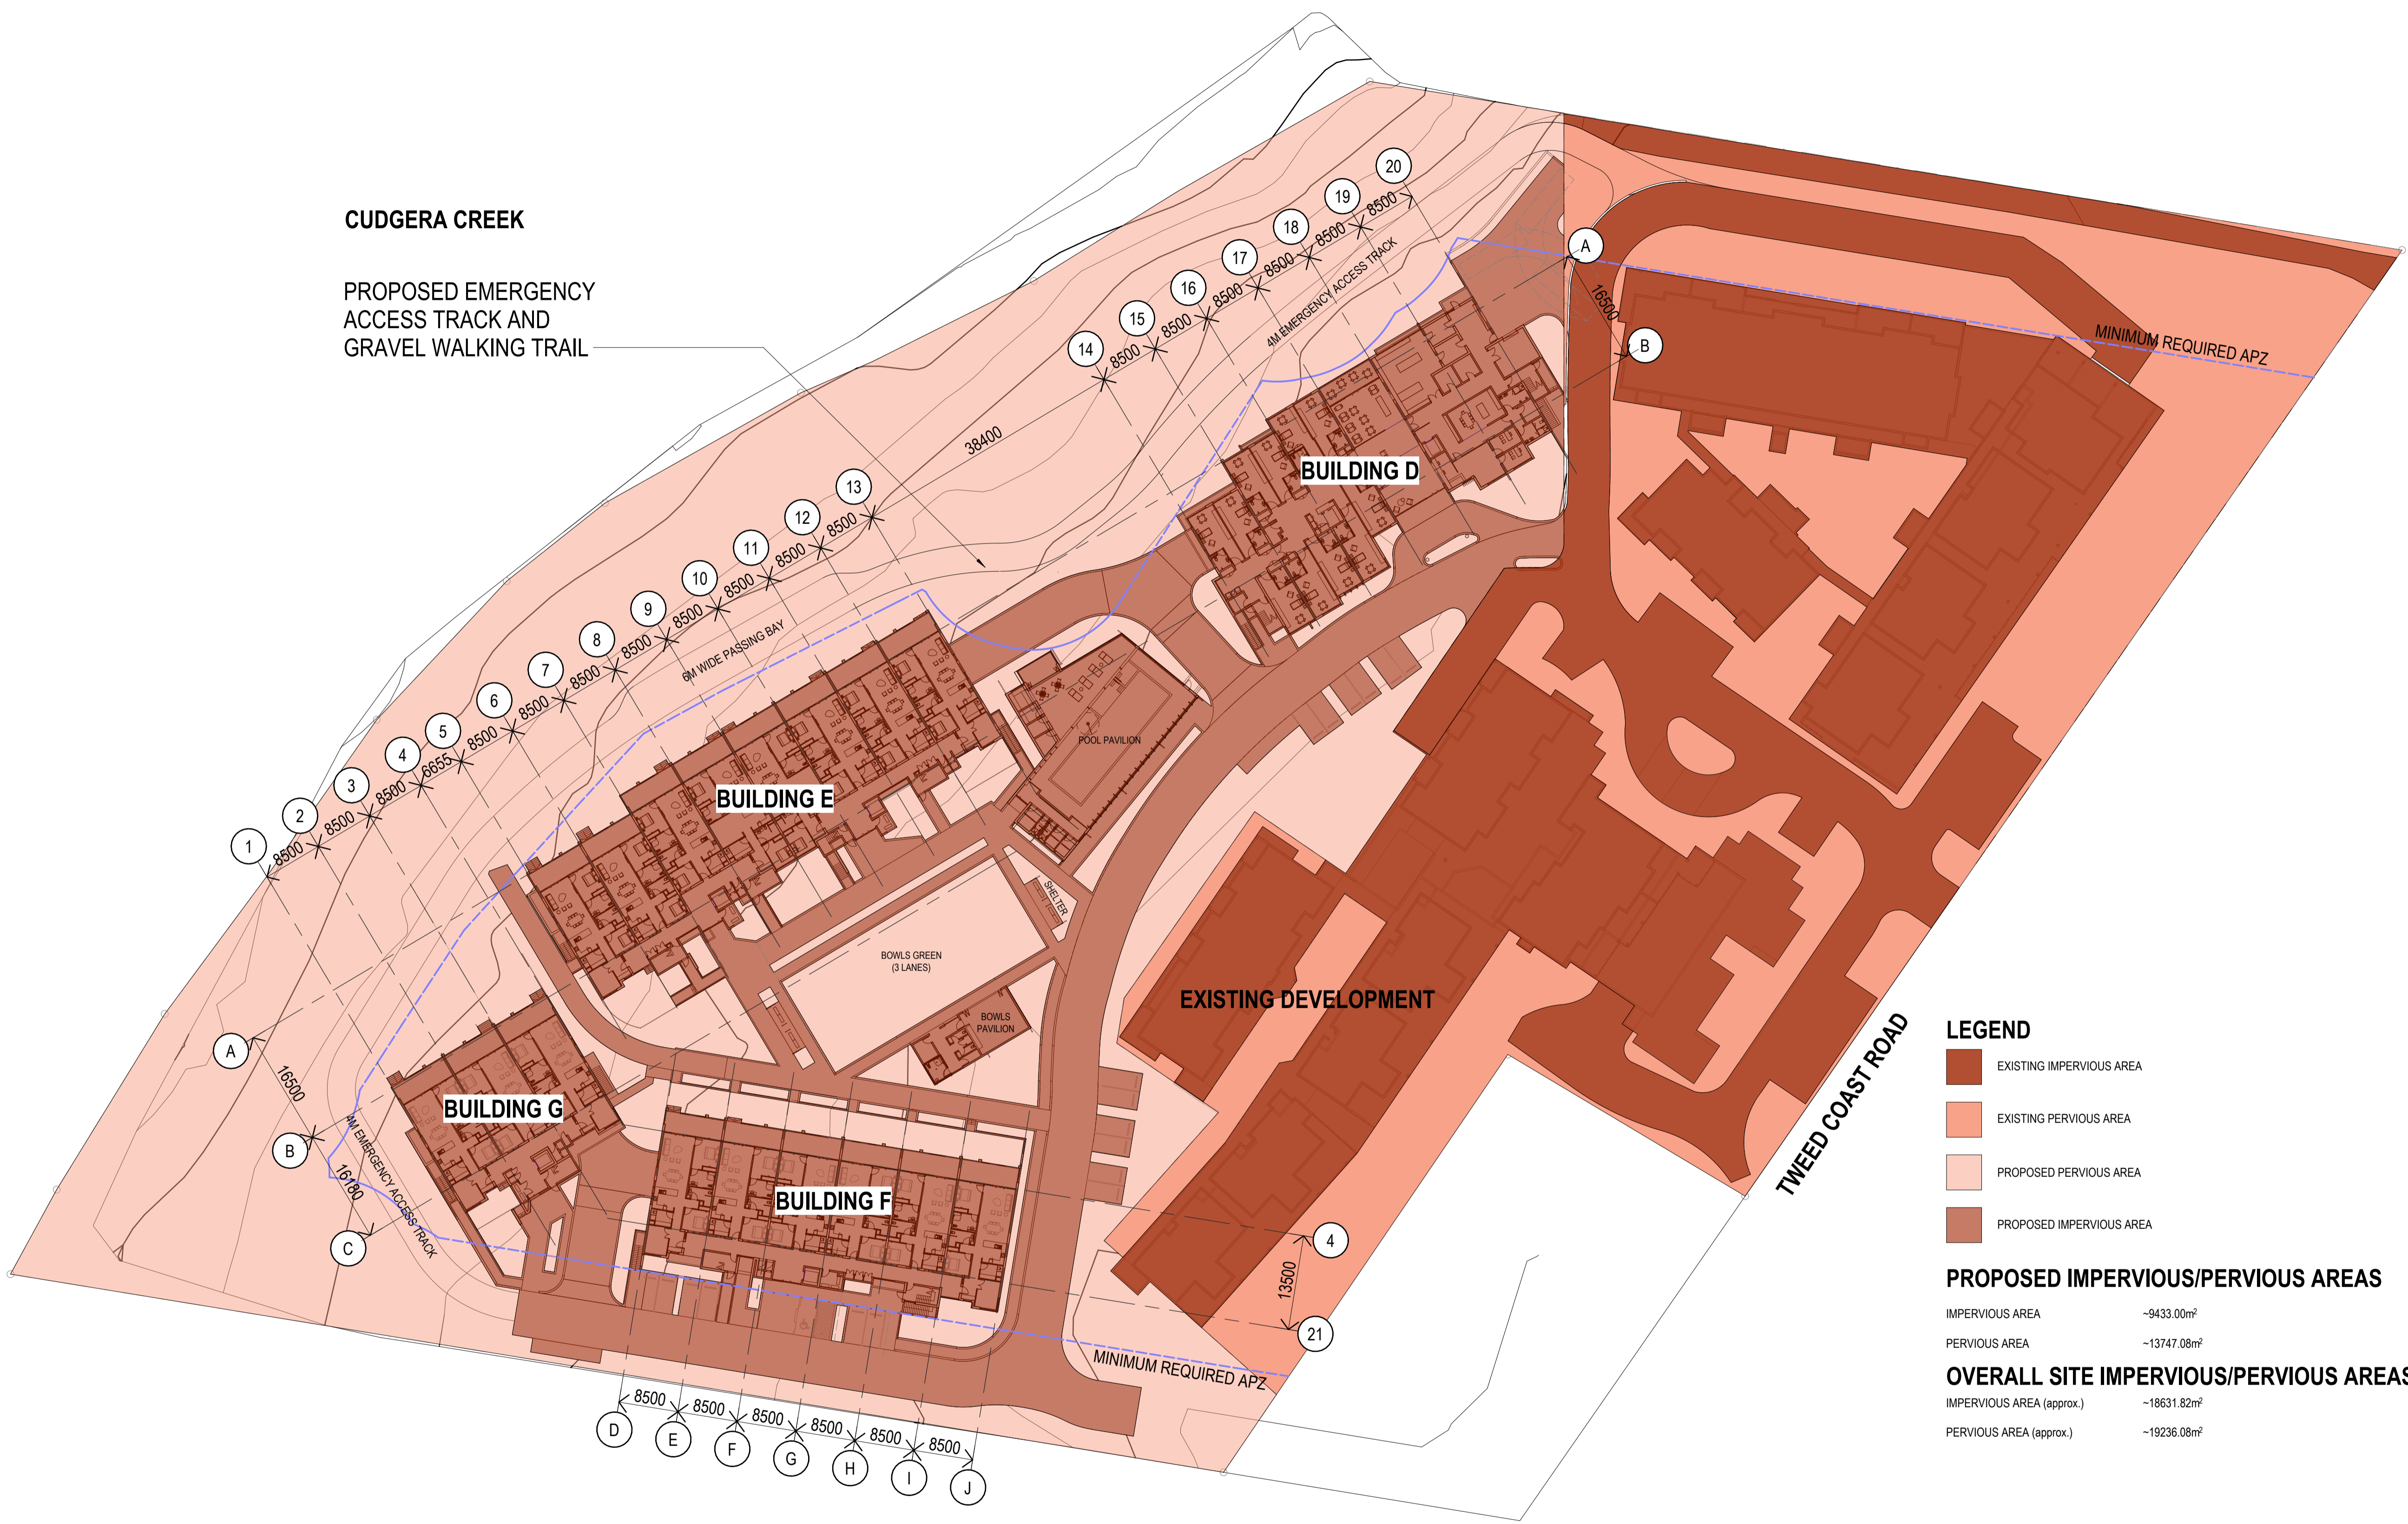 CUDGERA CREEK
PROPOSED EMERGENCY
ACCESS TRACK AND
GRAVEL WALKING TRAIL
1
2
3
4
5
6
7
8
9
10
11
12
13
14
15
16
17
18
19
20
8500
8500
8500
6655
8500
8500
8500
8500
8500
8500
8500
8500
38400
8500
8500
8500
8500
8500
8500
4M EMERGENCY ACCESS TRACK
6M WIDE PASSING BAY
A
16500
B
MINIMUM REQUIRED APZ
BUILDING D
POOL PAVILION
BUILDING E
SHELTER
BOWLS GREEN
(3 LANES)
BOWLS
PAVILION
EXISTING DEVELOPMENT
A
16500
B
16180
C
4M EMERGENCY ACCESS TRACK
BUILDING G
BUILDING F
4
13500
21
MINIMUM REQUIRED APZ
8500
8500
8500
8500
8500
8500
D
E
F
G
H
I
J
TWEED COAST ROAD
LEGEND
EXISTING IMPERVIOUS AREA
EXISTING PERVIOUS AREA
PROPOSED PERVIOUS AREA
PROPOSED IMPERVIOUS AREA
PROPOSED IMPERVIOUS/PERVIOUS AREAS
IMPERVIOUS AREA ~9433.00m²
PERVIOUS AREA ~13747.08m²
OVERALL SITE IMPERVIOUS/PERVIOUS AREAS
IMPERVIOUS AREA (approx.) ~18631.82m²
PERVIOUS AREA (approx.) ~19236.08m²